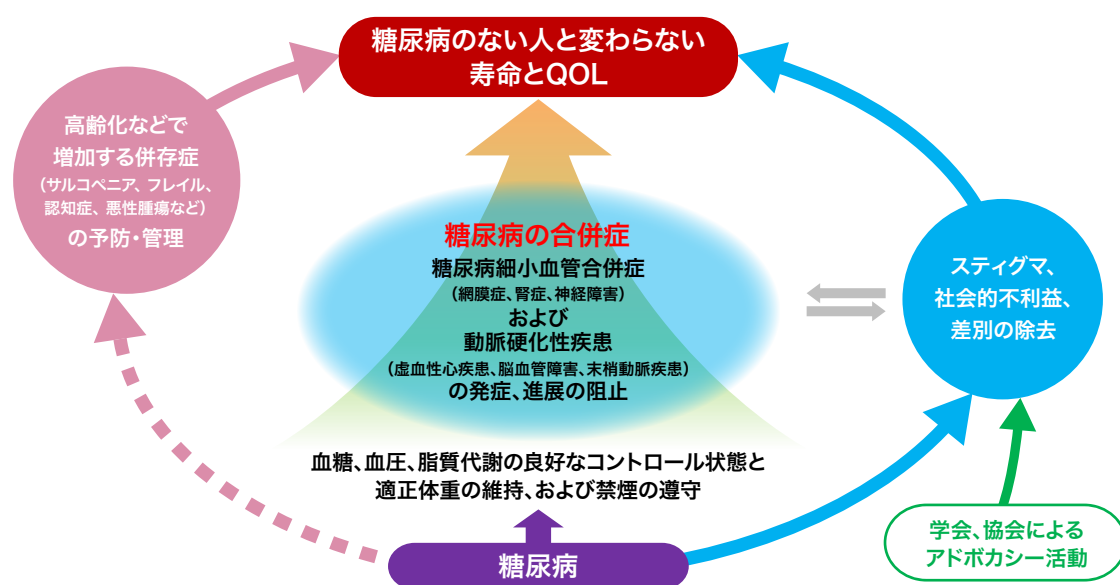 糖尿病のない人と変わらない
寿命とQOL
高齢化などで
増加する併存症
（サルコペニア、フレイル、
認知症、悪性腫瘍など）
の予防・管理
糖尿病の合併症
糖尿病細小血管合併症
（網膜症、腎症、神経障害）
および
動脈硬化性疾患
（虚血性心疾患、脳血管障害、末梢動脈疾患）
の発症、進展の阻止
スティグマ、
社会的不利益、
差別の除去
血糖、血圧、脂質代謝の良好なコントロール状態と
適正体重の維持、および禁煙の遵守
糖尿病
学会、協会による
アドボカシー活動